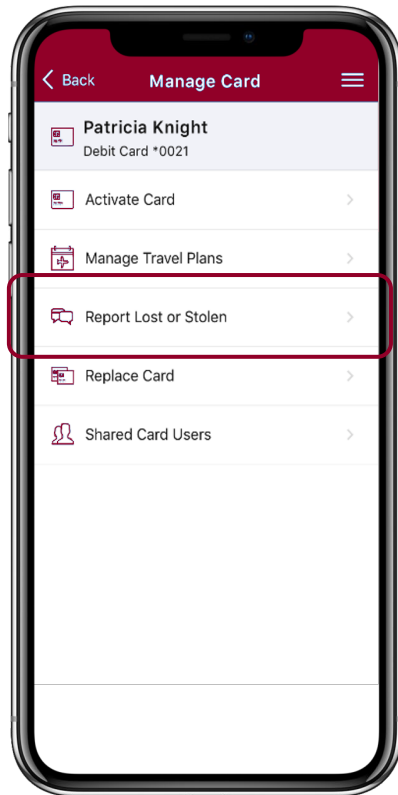 Back
Manage Card
Patricia Knight
Debit Card *0021
Activate Card
Manage Travel Plans
Report Lost or Stolen
Replace Card
Shared Card Users